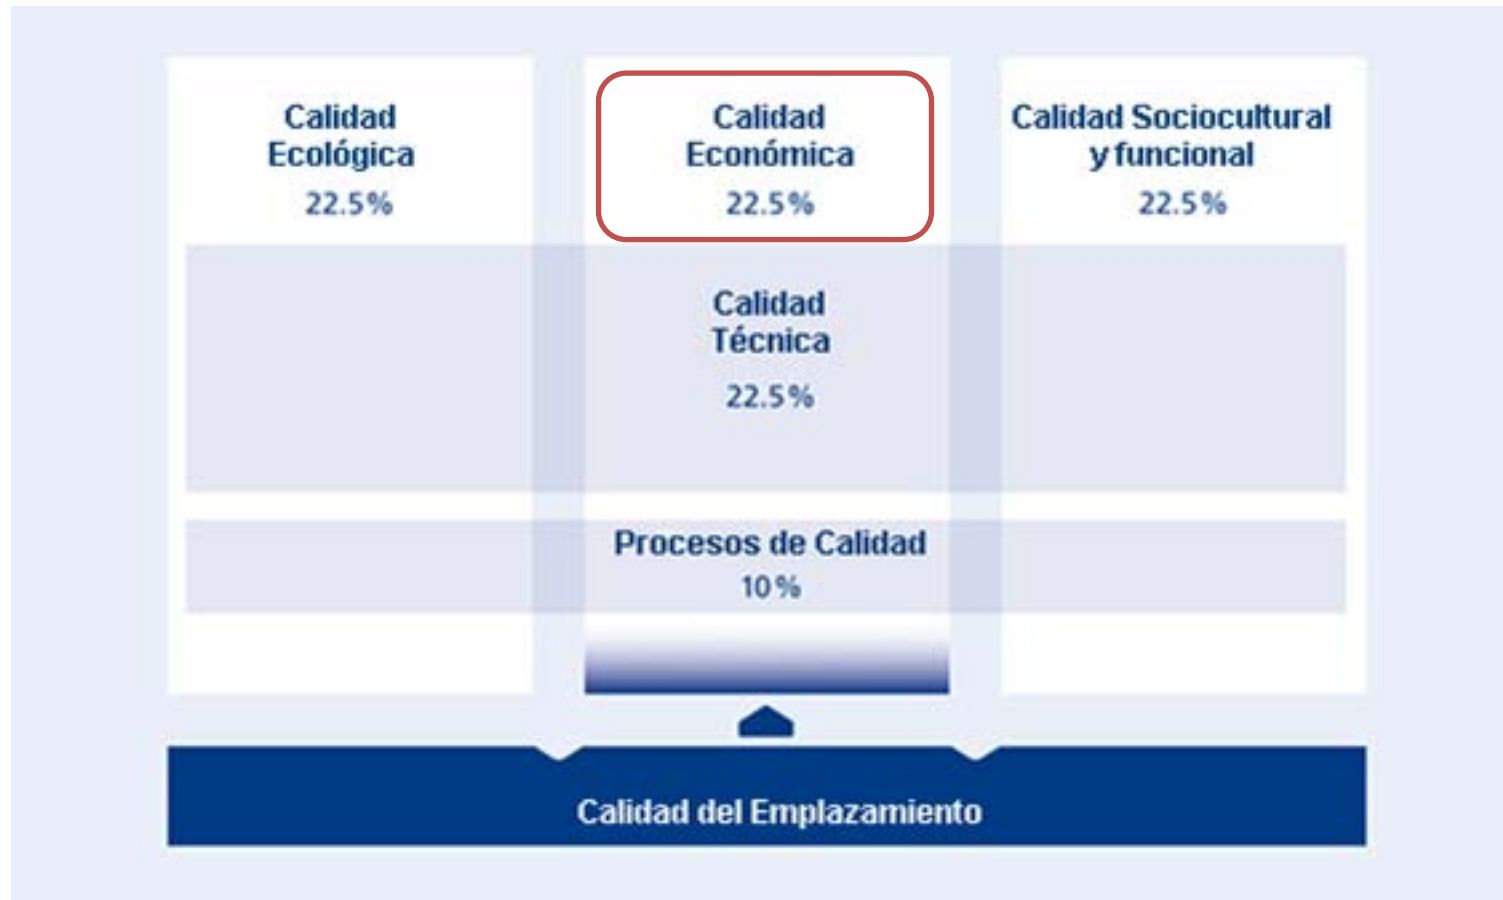 Calidad
Ecológica
22.5%
Calidad
Económica
22.5%
Calidad Sociocultural
y funcional
22.5%
Calidad
Técnica
22.5%
Procesos de Calidad
10%
Calidad del Emplazamiento